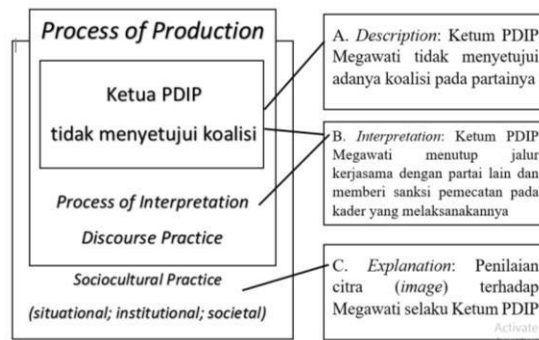 Process of Production
Ketua PDIP
tidak menyetujui koalisi
Process of Interpretation
Discourse Practice
Sociocultural Practice
(situational; institutional; societal)
A. Description: Ketum PDIP
Megawati tidak menyetujui
adanya koalisi pada partainya
B. Interpretation: Ketum PDIP
Megawati menutup jalur
kerjasama dengan partai lain dan
memberi sanksi pemecatan pada
kader yang melaksanakannya
C. Explanation: Penilaian
citra (image) terhadap
Megawati selaku Ketum PDIP
Activate